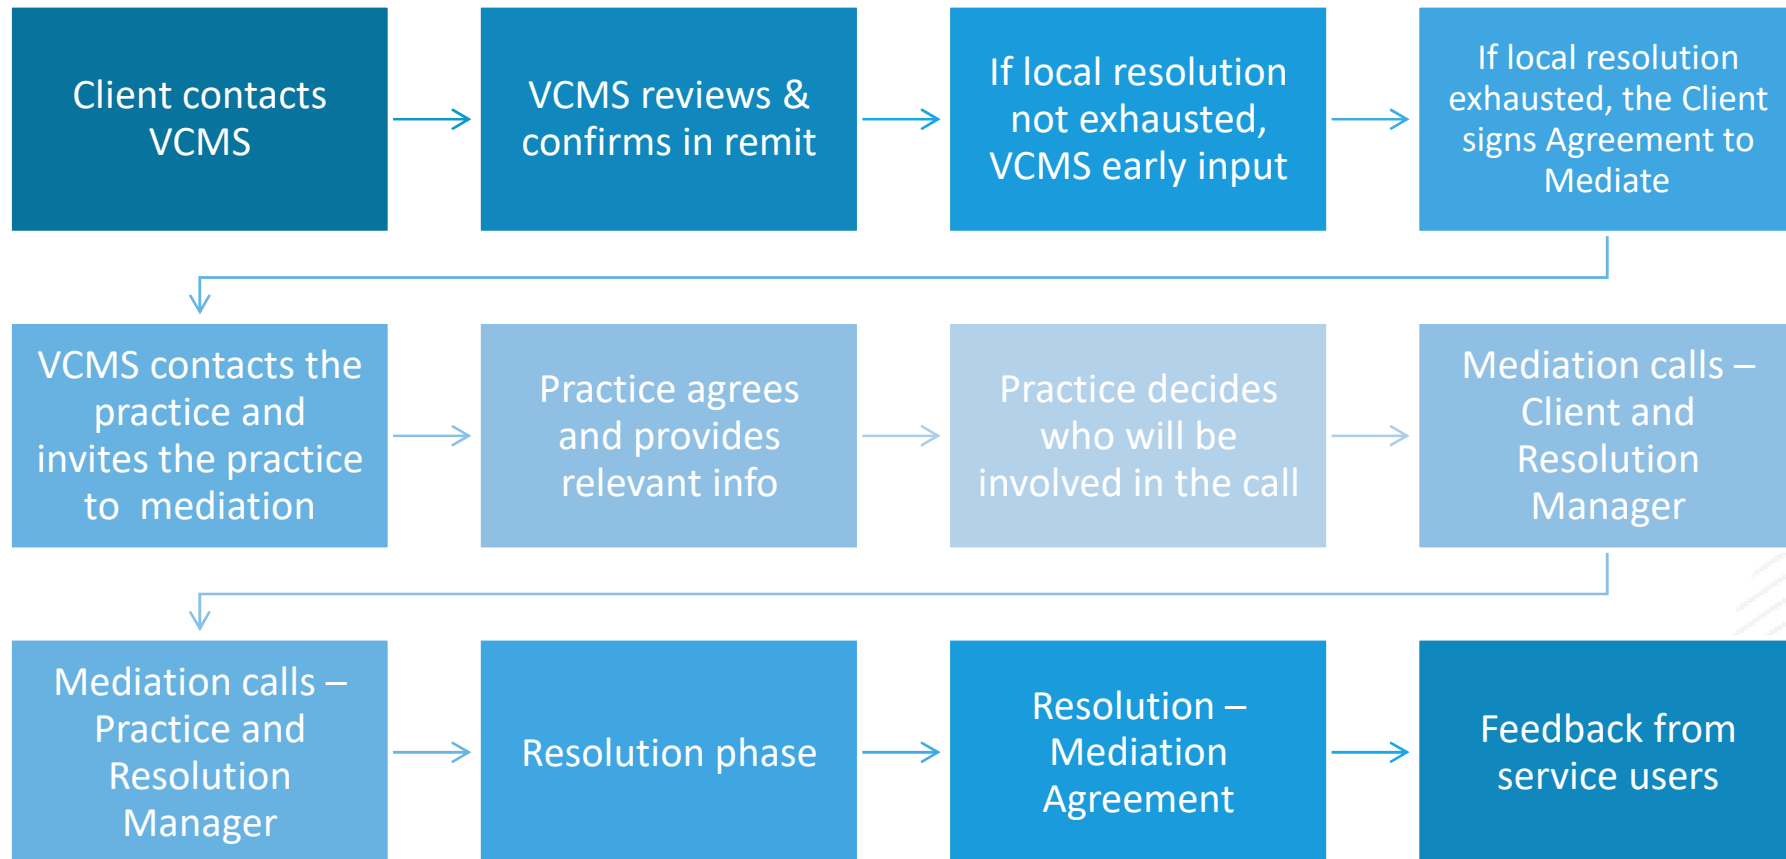 Client contacts
VCMS
VCMS reviews &
confirms in remit
If local resolution
not exhausted,
VCMS early input
If local resolution
exhausted, the Client
signs Agreement to
Mediate
VCMS contacts the
practice and
invites the practice
to  mediation
Practice agrees
and provides
relevant info
Practice decides
who will be
involved in the call
Mediation calls –
Client and
Resolution
Manager
Mediation calls –
Practice and
Resolution
Manager
Resolution phase
Resolution –
Mediation
Agreement
Feedback from
service users